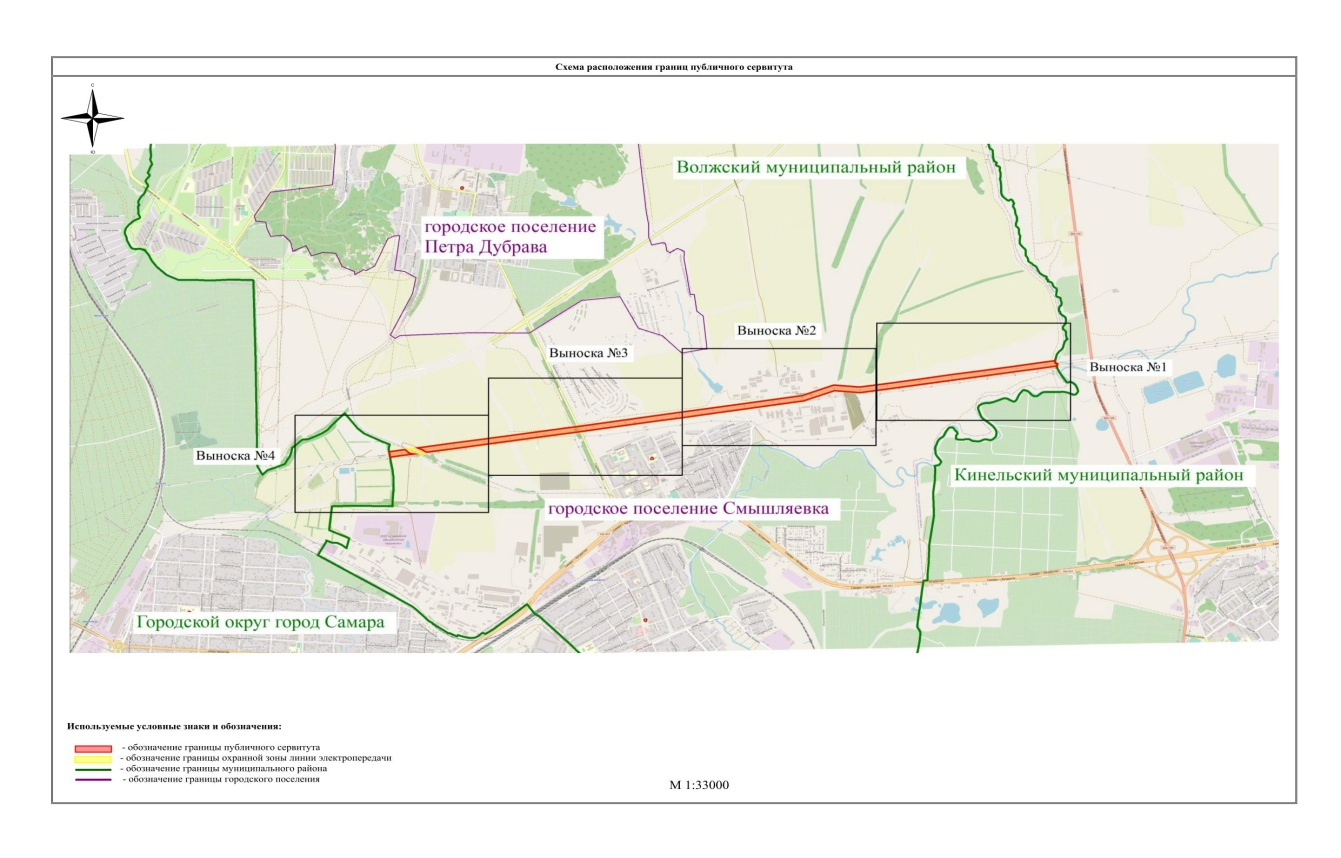 Схема расположения границ публичного сервитута
С
Ю
Волжский муниципальный район
городское поселение
Петра Дубрава
Выноска №2
Выноска №3
Выноска №1
Выноска №4
Кинельский муниципальный район
городское поселение Смышляевка
Городской округ город Самара
Используемые условные знаки и обозначения:
- обозначение границы публичного сервитута
- обозначение границы охранной зоны линии электропередачи
- обозначение границы муниципального района
- обозначение границы городского поселения
М 1:33000